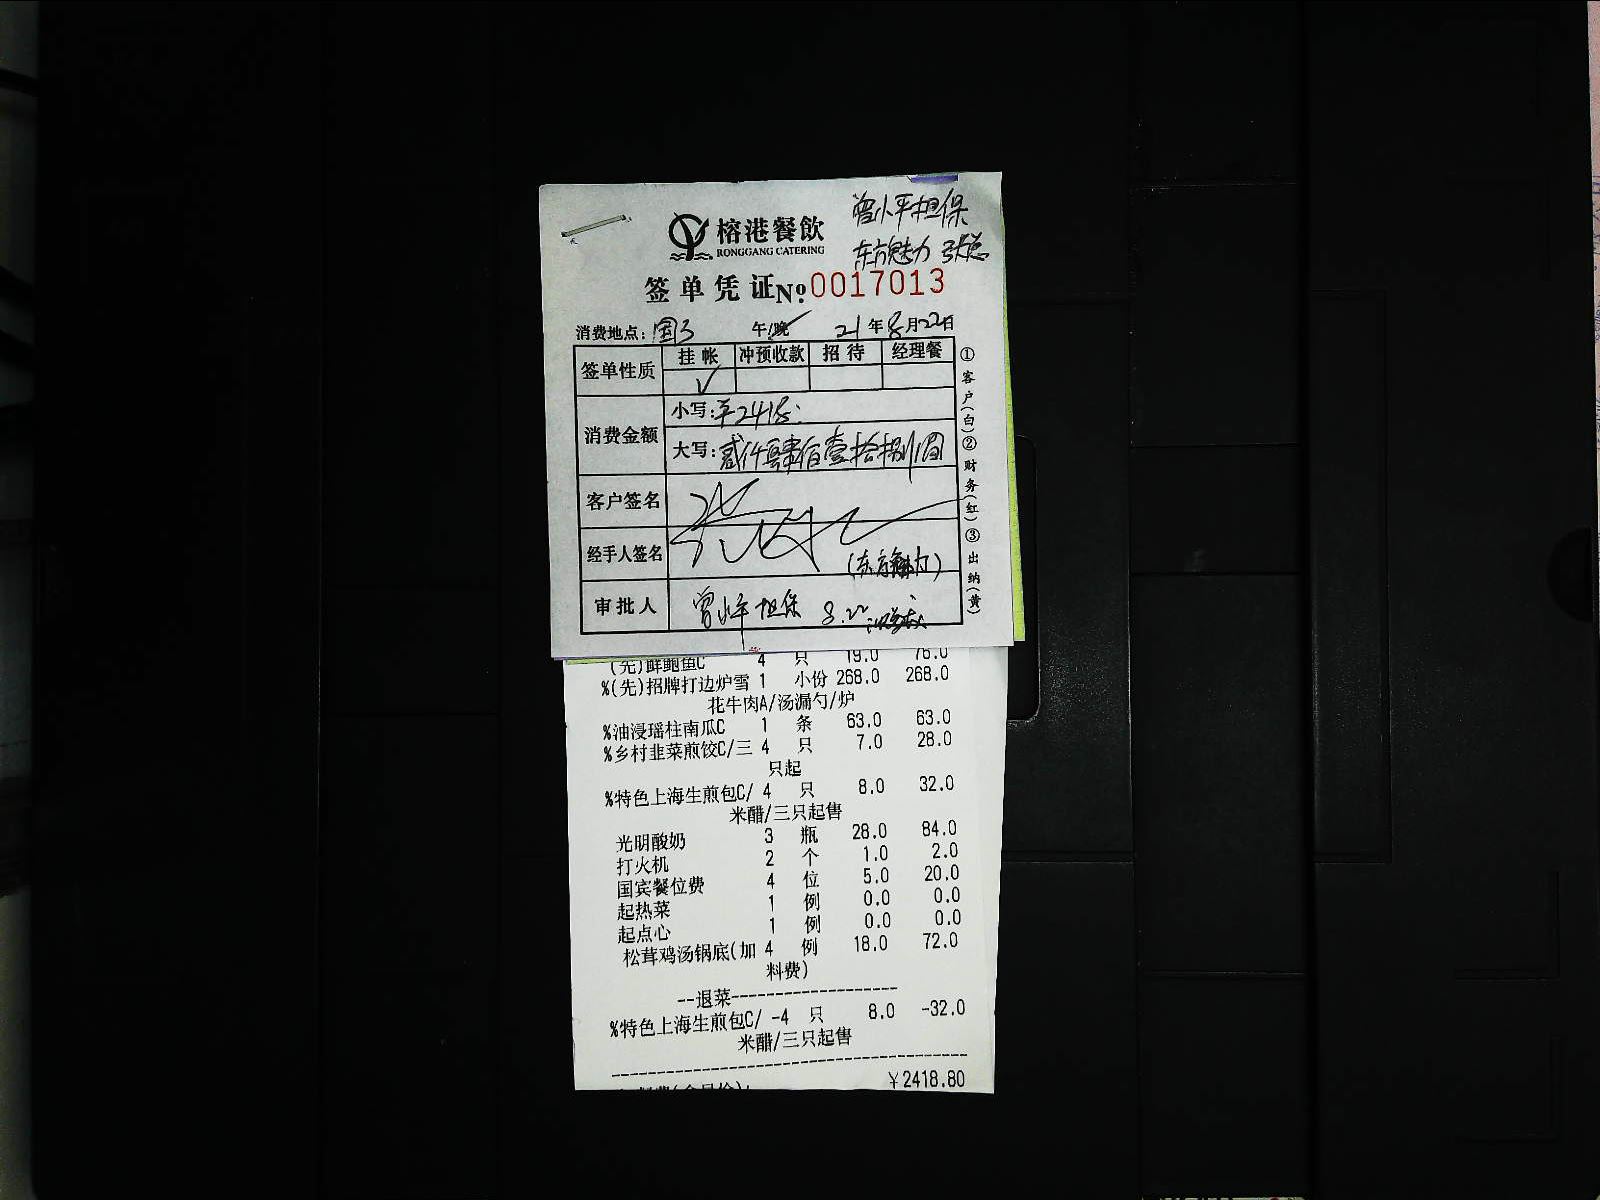 曾小平担保
东方魅力 张总
榕港餐飲
RONGGANG CATERING
签单凭证 №0017013
消费地点：国3 午/晚✓ 21年8月22日
签单性质 挂帐 冲预收款 招待 经理餐
✓
消费金额 小写：￥2418.
大写：贰仟肆佰壹拾捌圆
客户签名
经手人签名 (东方魅力)
审批人 曾小平担保 8.22
①客户(白)②财务(红)③出纳(黄)
(先)鲜鲍鱼C 4 只 19.0 76.0
%(先)招牌打边炉雪 1 小份 268.0 268.0
花牛肉A/汤漏勺/炉
%油浸瑶柱南瓜C 1 条 63.0 63.0
%乡村韭菜煎饺C/三 4 只 7.0 28.0
只起
%特色上海生煎包C/ 4 只 8.0 32.0
米醋/三只起售
光明酸奶 3 瓶 28.0 84.0
打火机 2 个 1.0 2.0
国宾餐位费 4 位 5.0 20.0
起热菜 1 例 0.0 0.0
起点心 1 例 0.0 0.0
松茸鸡汤锅底(加 4 例 18.0 72.0
料费)
--退菜--------------------
%特色上海生煎包C/ -4 只 8.0 -32.0
米醋/三只起售
￥2418.80